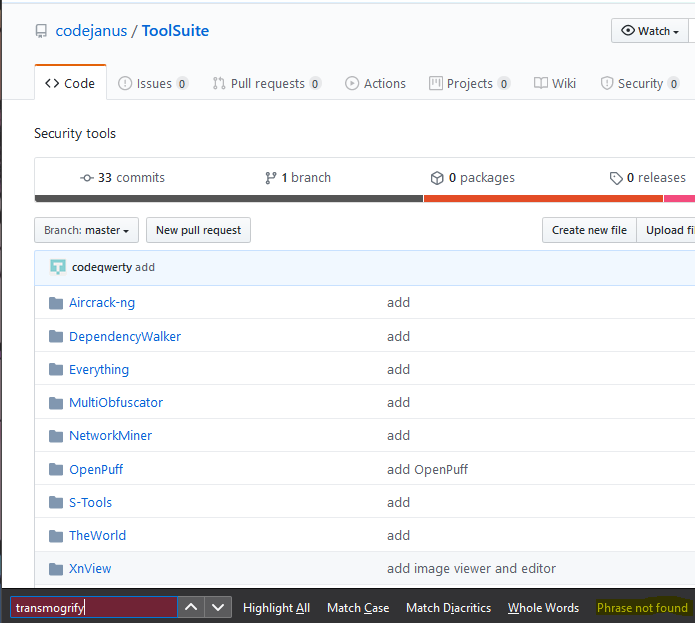 codejanus / ToolSuite
Watch
Code
Issues 0
Pull requests 0
Actions
Projects 0
Wiki
Security 0
Security tools
33 commits
1 branch
0 packages
0 releases
Branch: master
New pull request
Create new file
Upload fil
codeqwerty add
Aircrack-ng add
DependencyWalker add
Everything add
MultiObfuscator add
NetworkMiner add
OpenPuff add OpenPuff
S-Tools add
TheWorld add
XnView add image viewer and editor
transmogrify
Highlight All
Match Case
Match Diacritics
Whole Words
Phrase not found